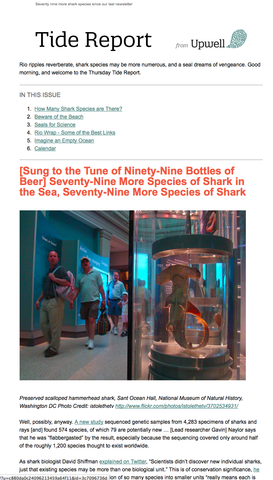 Seventy nine more shark species since our last newsletter
Tide Report
from Upwell
Rio ripples reverberate, shark species may be more numerous, and a seal dreams of vengeance. Good
morning, and welcome to the Thursday Tide Report.
IN THIS ISSUE
1. How Many Shark Species are There?
2. Beware of the Beach
3. Seals for Science
4. Rio Wrap - Some of the Best Links
5. Imagine an Empty Ocean
6. Calendar
[Sung to the Tune of Ninety-Nine Bottles of
Beer] Seventy-Nine More Species of Shark in
the Sea, Seventy-Nine More Species of Shark
Preserved scalloped hammerhead shark, Sant Ocean Hall, National Museum of Natural History,
Washington DC Photo Credit: latolethetv http://www.flickr.com/photos/latolethetv/3702534931/
Well, possibly, anyway. A new study sequenced genetic samples from 4,283 specimens of sharks and
rays [and] found 574 species, of which 79 are potentially new ... [Lead researcher Gavin] Naylor says
that he was "flabbergasted" by the result, especially because the sequencing covered only around half
of the roughly 1,200 species thought to exist worldwide.
As shark biologist David Shiffman explained on Twitter, "Scientists didn't discover new individual sharks,
just that existing species may be more than one biological unit." This is of conservation significance, he
ion of so many species into smaller units "really means each is